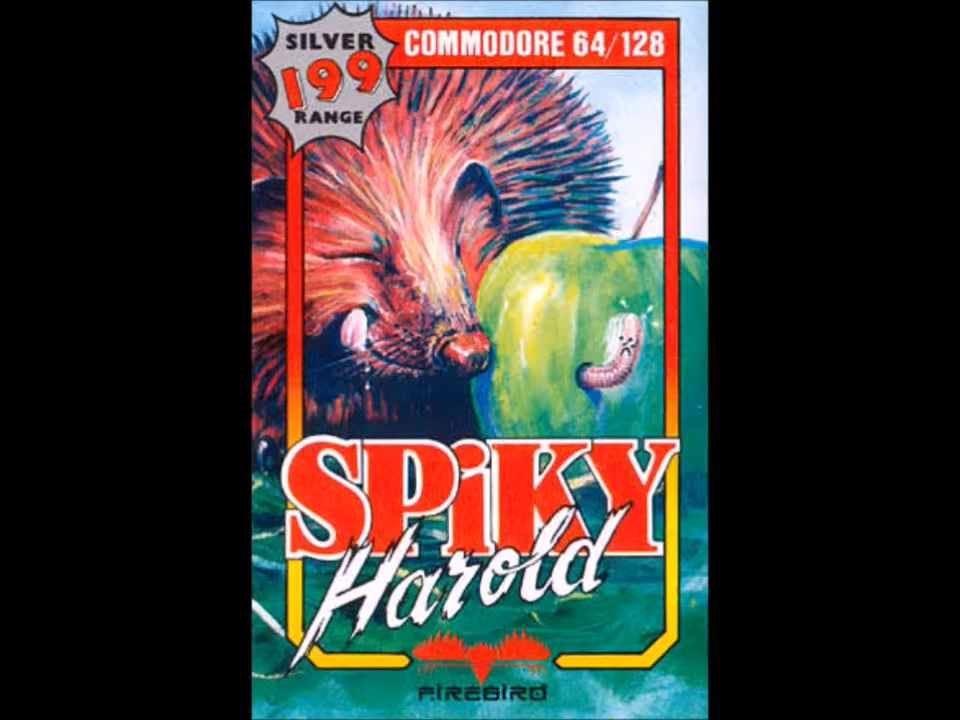 SILVER
199
RANGE
COMMODORE 64/128
SPiKY
Harold
FIREBIRD